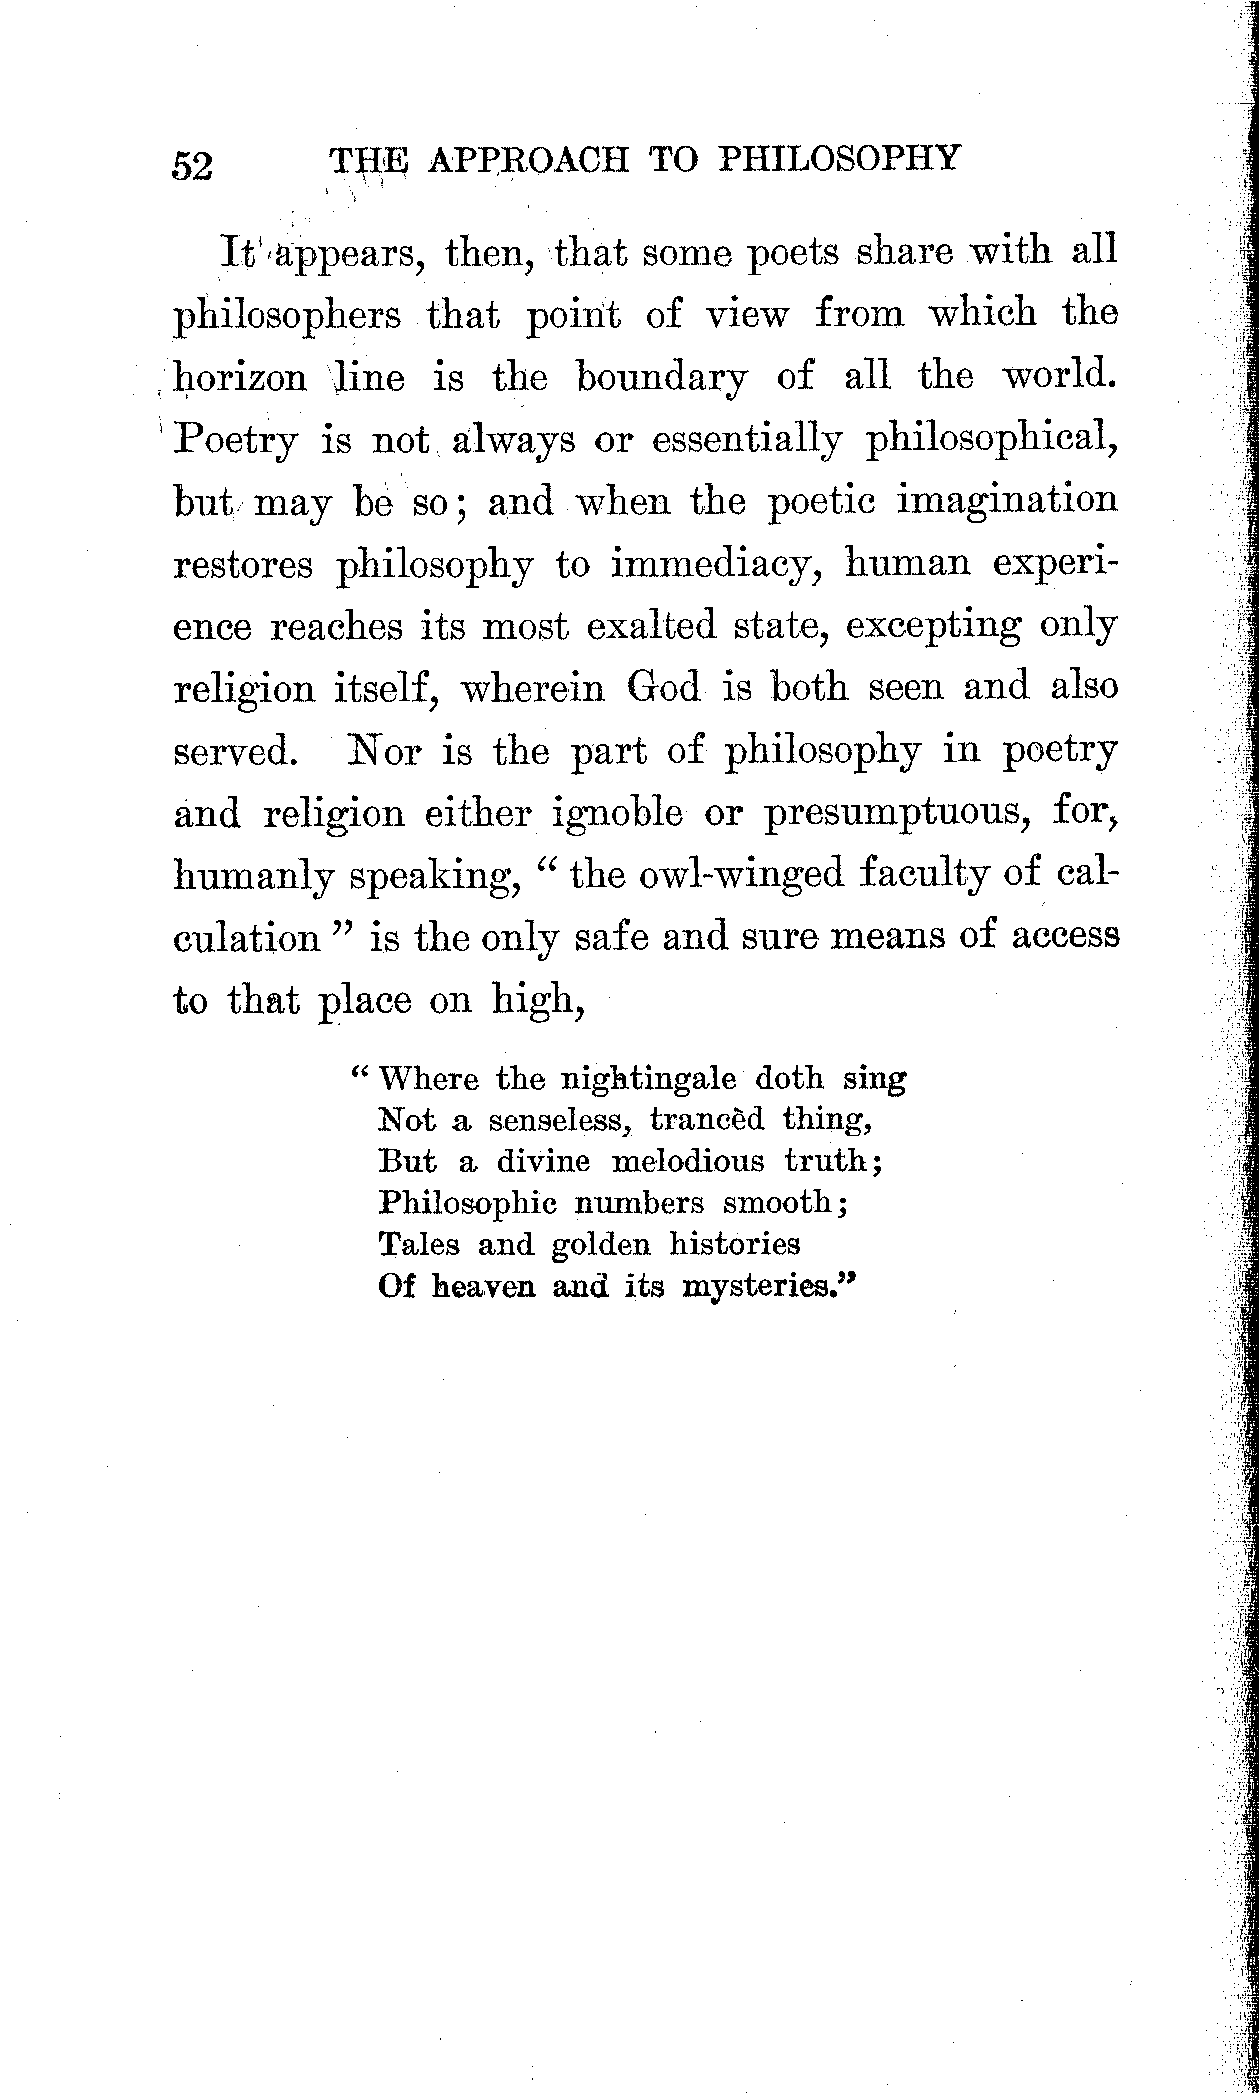 52 THE APPROACH TO PHILOSOPHY
It appears, then, that some poets share with all
philosophers that point of view from which the
horizon line is the boundary of all the world.
Poetry is not always or essentially philosophical,
but may be so; and when the poetic imagination
restores philosophy to immediacy, human experi-
ence reaches its most exalted state, excepting only
religion itself, wherein God is both seen and also
served. Nor is the part of philosophy in poetry
and religion either ignoble or presumptuous, for,
humanly speaking, “ the owl-winged faculty of cal-
culation ” is the only safe and sure means of access
to that place on high,
“ Where the nightingale doth sing
Not a senseless, trancèd thing,
But a divine melodious truth;
Philosophic numbers smooth;
Tales and golden histories
Of heaven and its mysteries.”